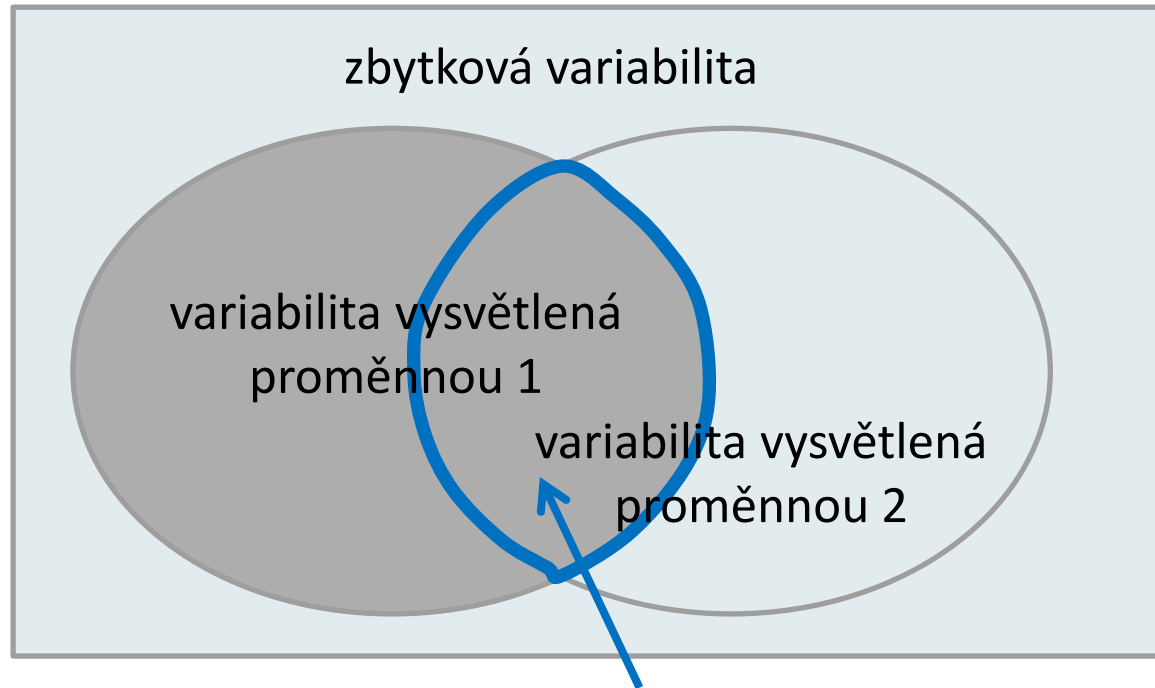 zbytková variabilita
variabilita vysvětlená
proměnnou 1
variabilita vysvětlená
proměnnou 2